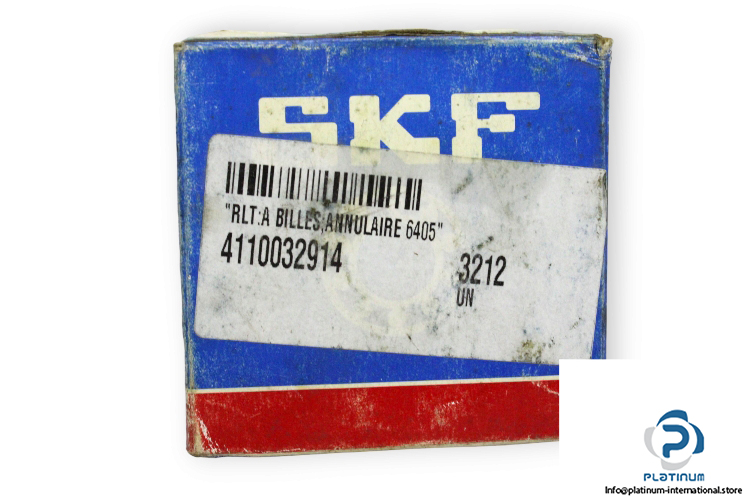 SKF
"RLT:A BILLES,ANNULAIRE 6405"
4110032914
3212
UN
PLATINUM
Info@platinum-international.store